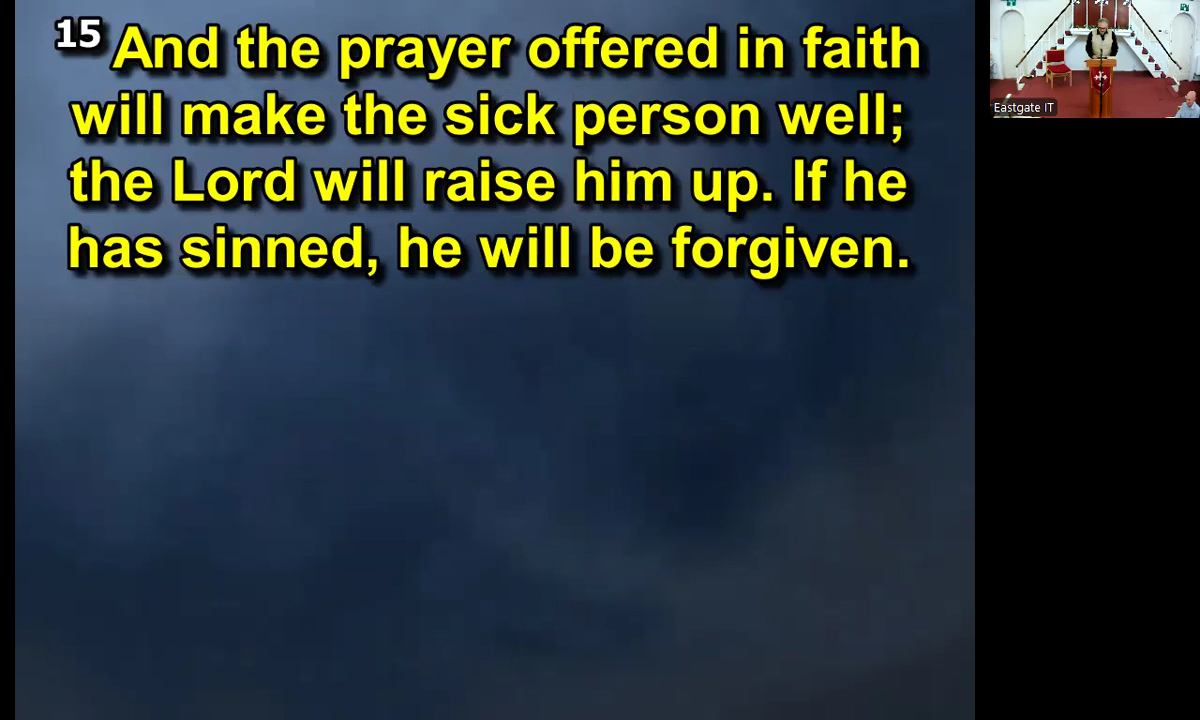 15 And the prayer offered in faith
will make the sick person well;
the Lord will raise him up. If he
has sinned, he will be forgiven.
Eastgate IT